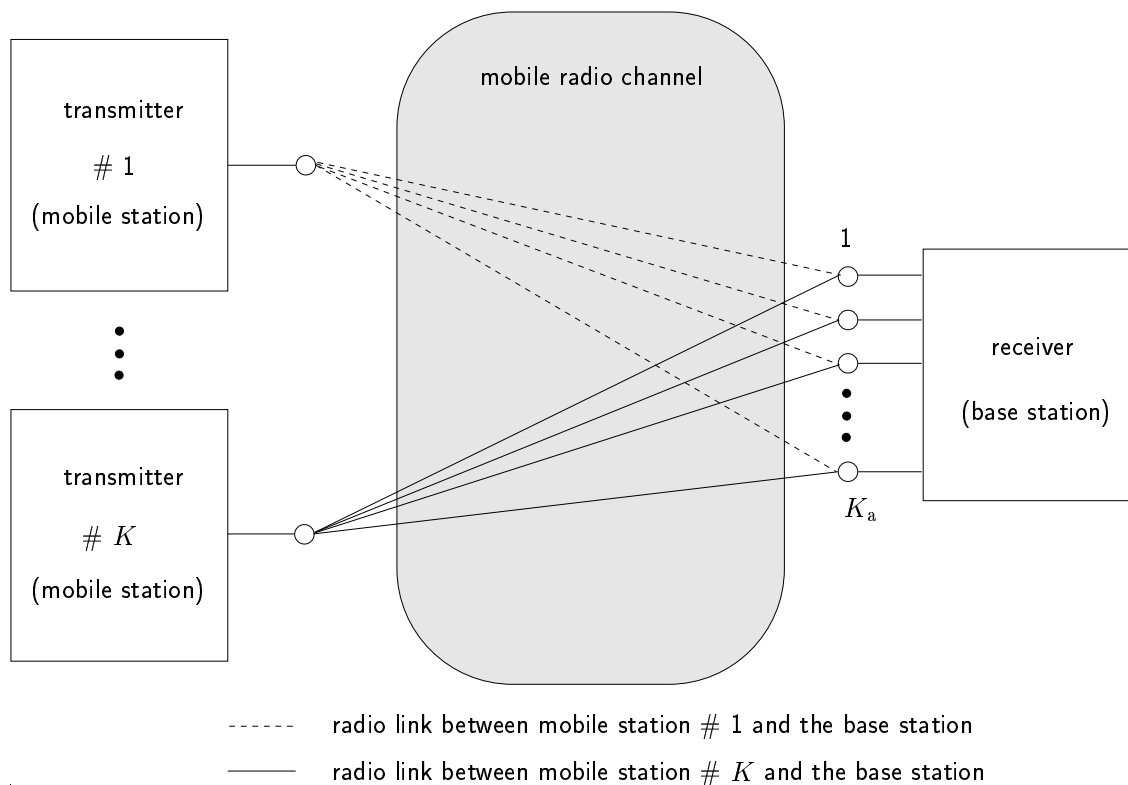 mobile radio channel
transmitter
# 1
(mobile station)
1
receiver
(base station)
transmitter
# K
(mobile station)
Ka
radio link between mobile station # 1 and the base station
radio link between mobile station # K and the base station